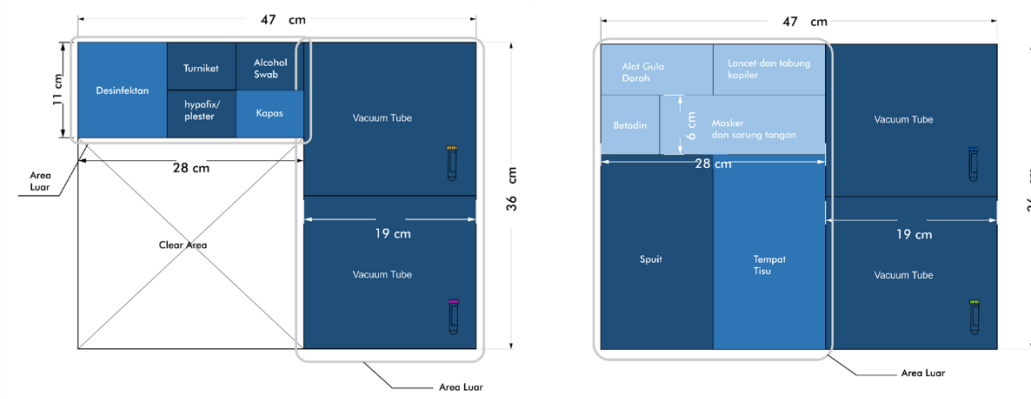 47 cm
11 cm
Desinfektan
Turniket
Alcohol
Swab
hypafix/
plester
Kapas
Vacuum Tube
28 cm
Area
Luar
36 cm
19 cm
Clear Area
Vacuum Tube
Area Luar
47 cm
Alat Gula
Darah
Lancet dan tabung
kapiler
Betadin
6 cm
Masker
dan sarung tangan
Vacuum Tube
28 cm
19 cm
Spuit
Tempat
Tisu
Vacuum Tube
Area Luar